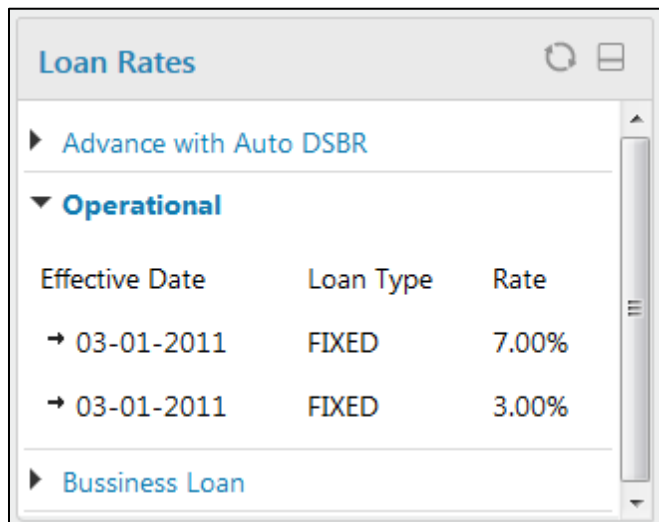 Loan Rates
Advance with Auto DSBR
Operational
Effective Date Loan Type Rate
03-01-2011 FIXED 7.00%
03-01-2011 FIXED 3.00%
Bussiness Loan